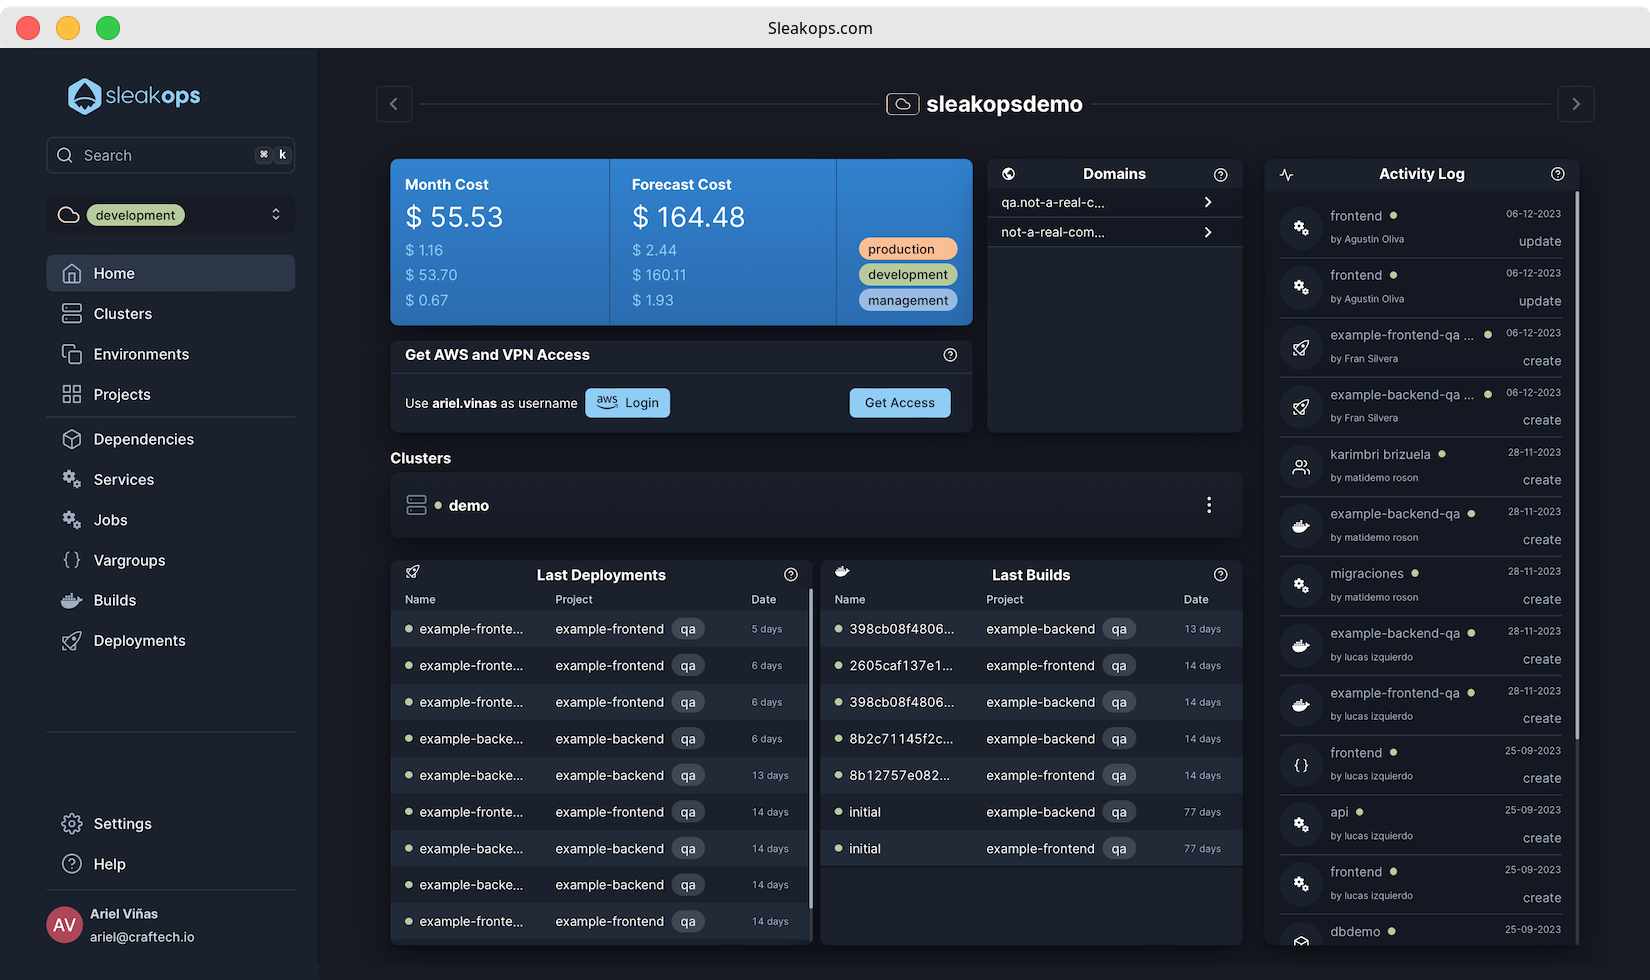 Sleakops.com
sleakops
Search ⌘ k
development
Home
Clusters
Environments
Projects
Dependencies
Services
Jobs
Vargroups
Builds
Deployments
Settings
Help
AV
Ariel Viñas
ariel@craftech.io
sleakopsdemo
Month Cost
$ 55.53
$ 1.16
$ 53.70
$ 0.67
Forecast Cost
$ 164.48
$ 2.44
$ 160.11
$ 1.93
production
development
management
Get AWS and VPN Access
Use ariel.vinas as username
aws Login
Get Access
Domains
qa.not-a-real-c...
not-a-real-com...
Clusters
demo
Last Deployments
Name Project Date
example-fronte... example-frontend qa 5 days
example-fronte... example-frontend qa 6 days
example-fronte... example-frontend qa 6 days
example-backe... example-backend qa 6 days
example-backe... example-backend qa 13 days
example-fronte... example-frontend qa 14 days
example-backe... example-backend qa 14 days
example-backe... example-backend qa 14 days
example-fronte... example-frontend qa 14 days
Last Builds
Name Project Date
398cb08f4806... example-backend qa 13 days
2605caf137e1... example-frontend qa 14 days
398cb08f4806... example-backend qa 14 days
8b2c71145f2c... example-backend qa 14 days
8b12757e082... example-frontend qa 14 days
initial example-backend qa 77 days
initial example-frontend qa 77 days
Activity Log
frontend 06-12-2023
by Agustin Oliva update
frontend 06-12-2023
by Agustin Oliva update
example-frontend-qa ... 06-12-2023
by Fran Silvera create
example-backend-qa ... 06-12-2023
by Fran Silvera create
karimbri brizuela 28-11-2023
by matidemo roson create
example-backend-qa 28-11-2023
by matidemo roson create
migraciones 28-11-2023
by matidemo roson create
example-backend-qa 28-11-2023
by lucas izquierdo create
example-frontend-qa 28-11-2023
by lucas izquierdo create
frontend 25-09-2023
by lucas izquierdo create
api 25-09-2023
by lucas izquierdo create
frontend 25-09-2023
by lucas izquierdo create
dbdemo 25-09-2023